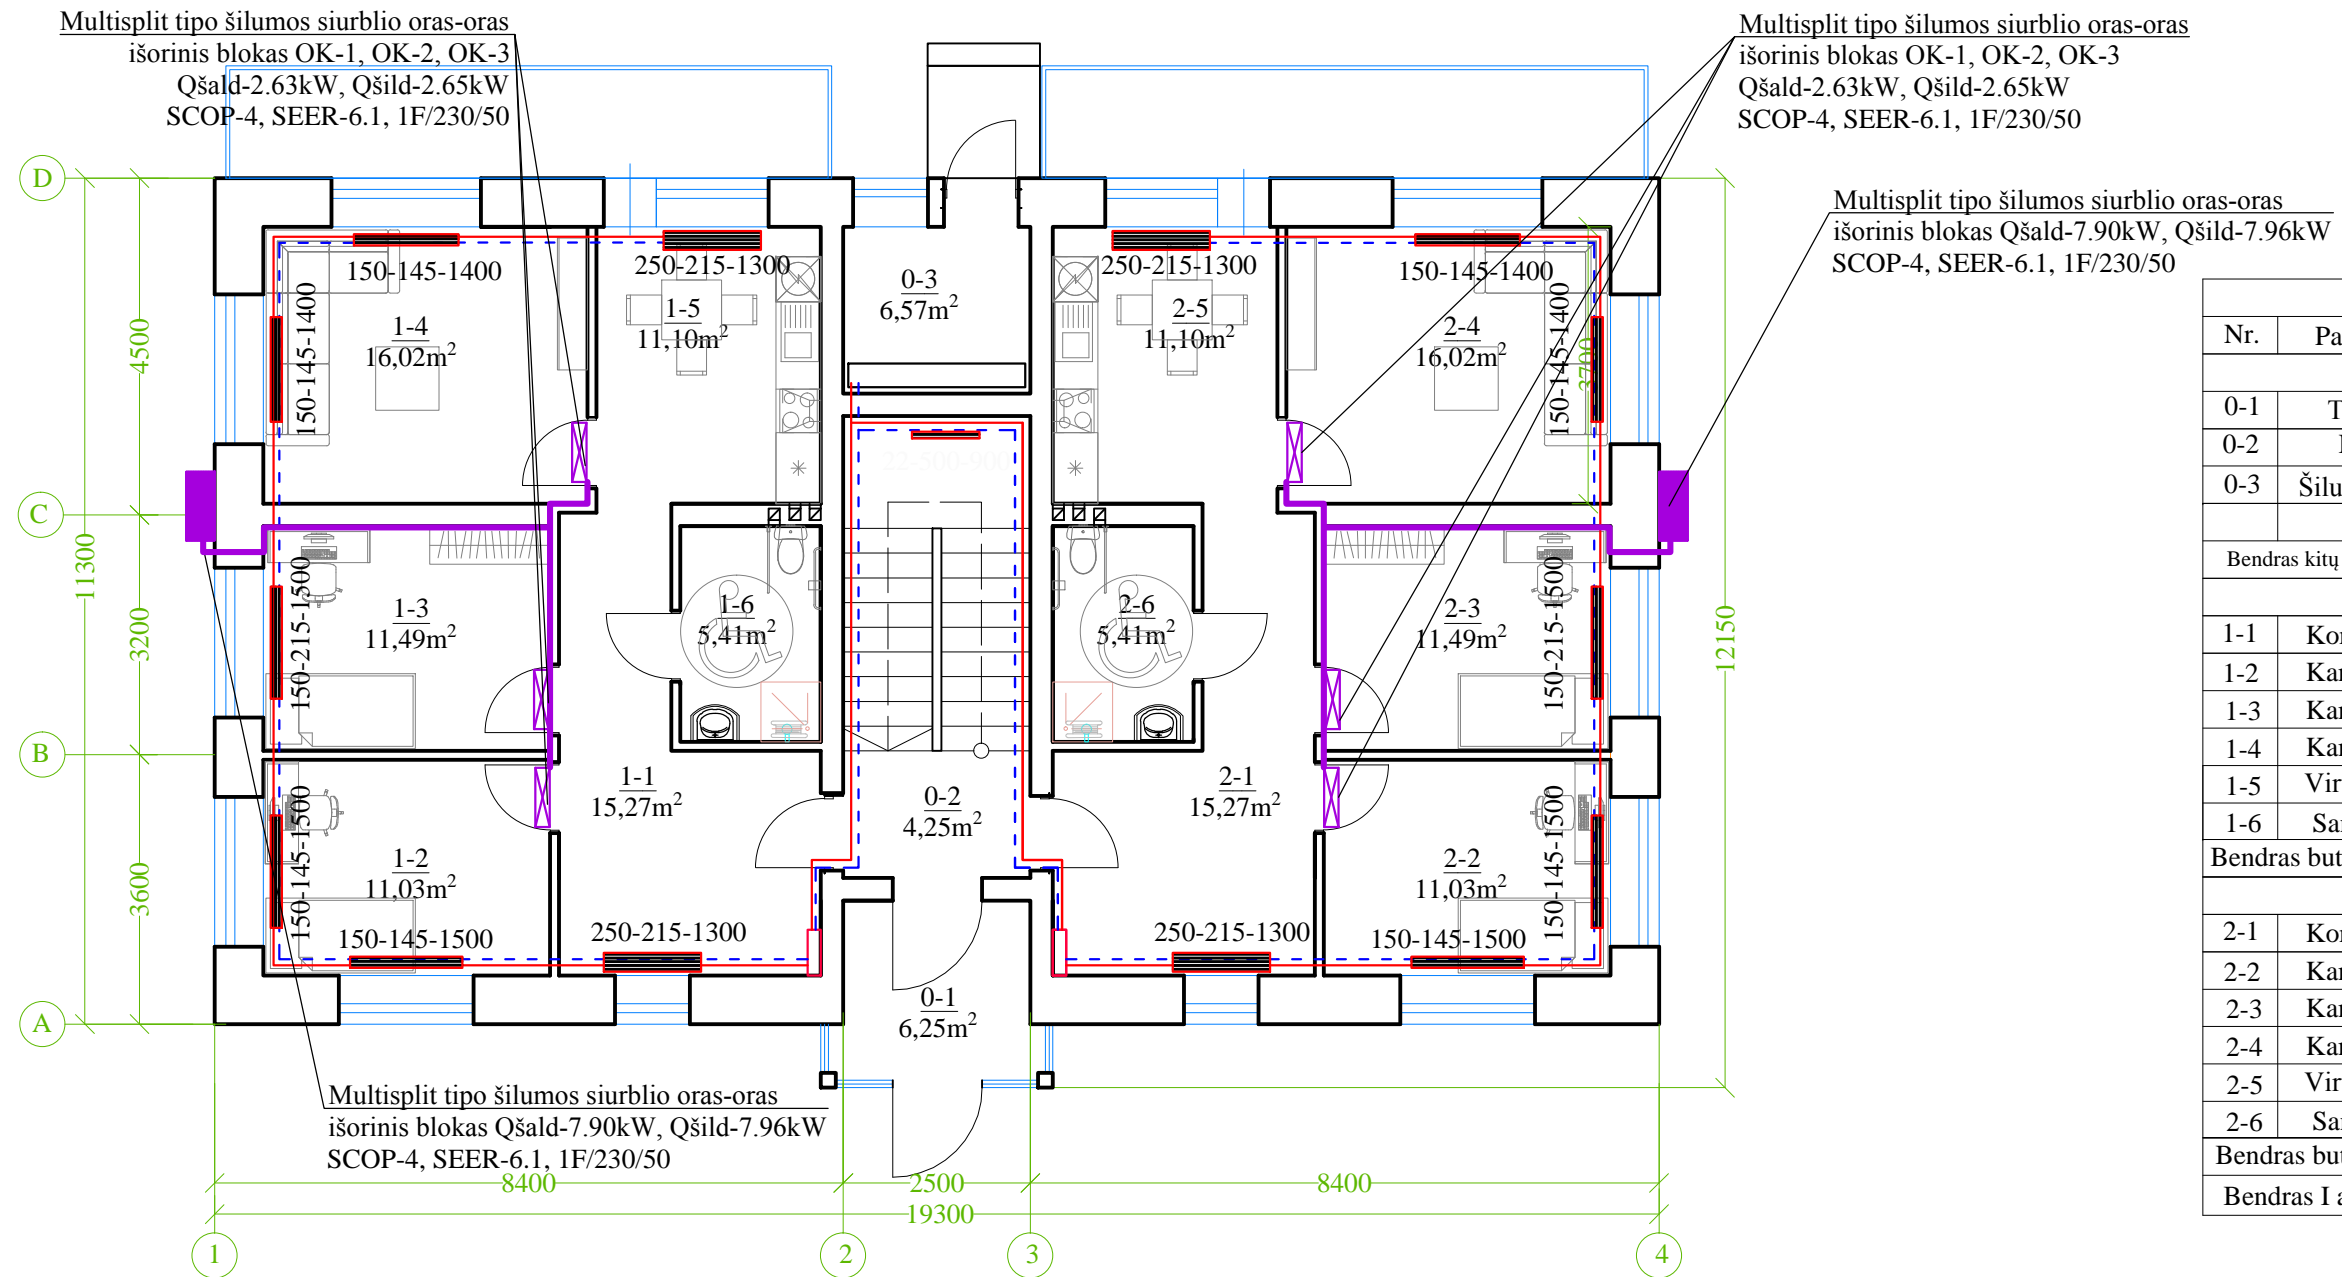 Multisplit tipo šilumos siurblio oras-oras
išorinis blokas OK-1, OK-2, OK-3
Qšald-2.63kW, Qšild-2.65kW
SCOP-4, SEER-6.1, 1F/230/50
Multisplit tipo šilumos siurblio oras-oras
išorinis blokas OK-1, OK-2, OK-3
Qšald-2.63kW, Qšild-2.65kW
SCOP-4, SEER-6.1, 1F/230/50
Multisplit tipo šilumos siurblio oras-oras
išorinis blokas Qšald-7.90kW, Qšild-7.96kW
SCOP-4, SEER-6.1, 1F/230/50
D
C
B
A
4500
3200
3600
11300
12150
3700
150-145-1400
250-215-1300
250-215-1300
150-145-1400
150-145-1400
150-145-1400
1-4
16,02m²
1-5
11,10m²
0-3
6,57m²
2-5
11,10m²
2-4
16,02m²
22-500-900
150-215-1500
1-3
11,49m²
1-6
5,41m²
2-6
5,41m²
2-3
11,49m²
150-215-1500
150-145-1500
1-2
11,03m²
1-1
15,27m²
0-2
4,25m²
2-1
15,27m²
2-2
11,03m²
150-145-1500
150-145-1500
250-215-1300
250-215-1300
150-145-1500
0-1
6,25m²
Multisplit tipo šilumos siurblio oras-oras
išorinis blokas Qšald-7.90kW, Qšild-7.96kW
SCOP-4, SEER-6.1, 1F/230/50
8400
2500
8400
19300
1
2
3
4
Nr.
0-1
0-2
0-3
Bendras kitų
1-1
1-2
1-3
1-4
1-5
1-6
Bendras
2-1
2-2
2-3
2-4
2-5
2-6
Bendras
Bendras I